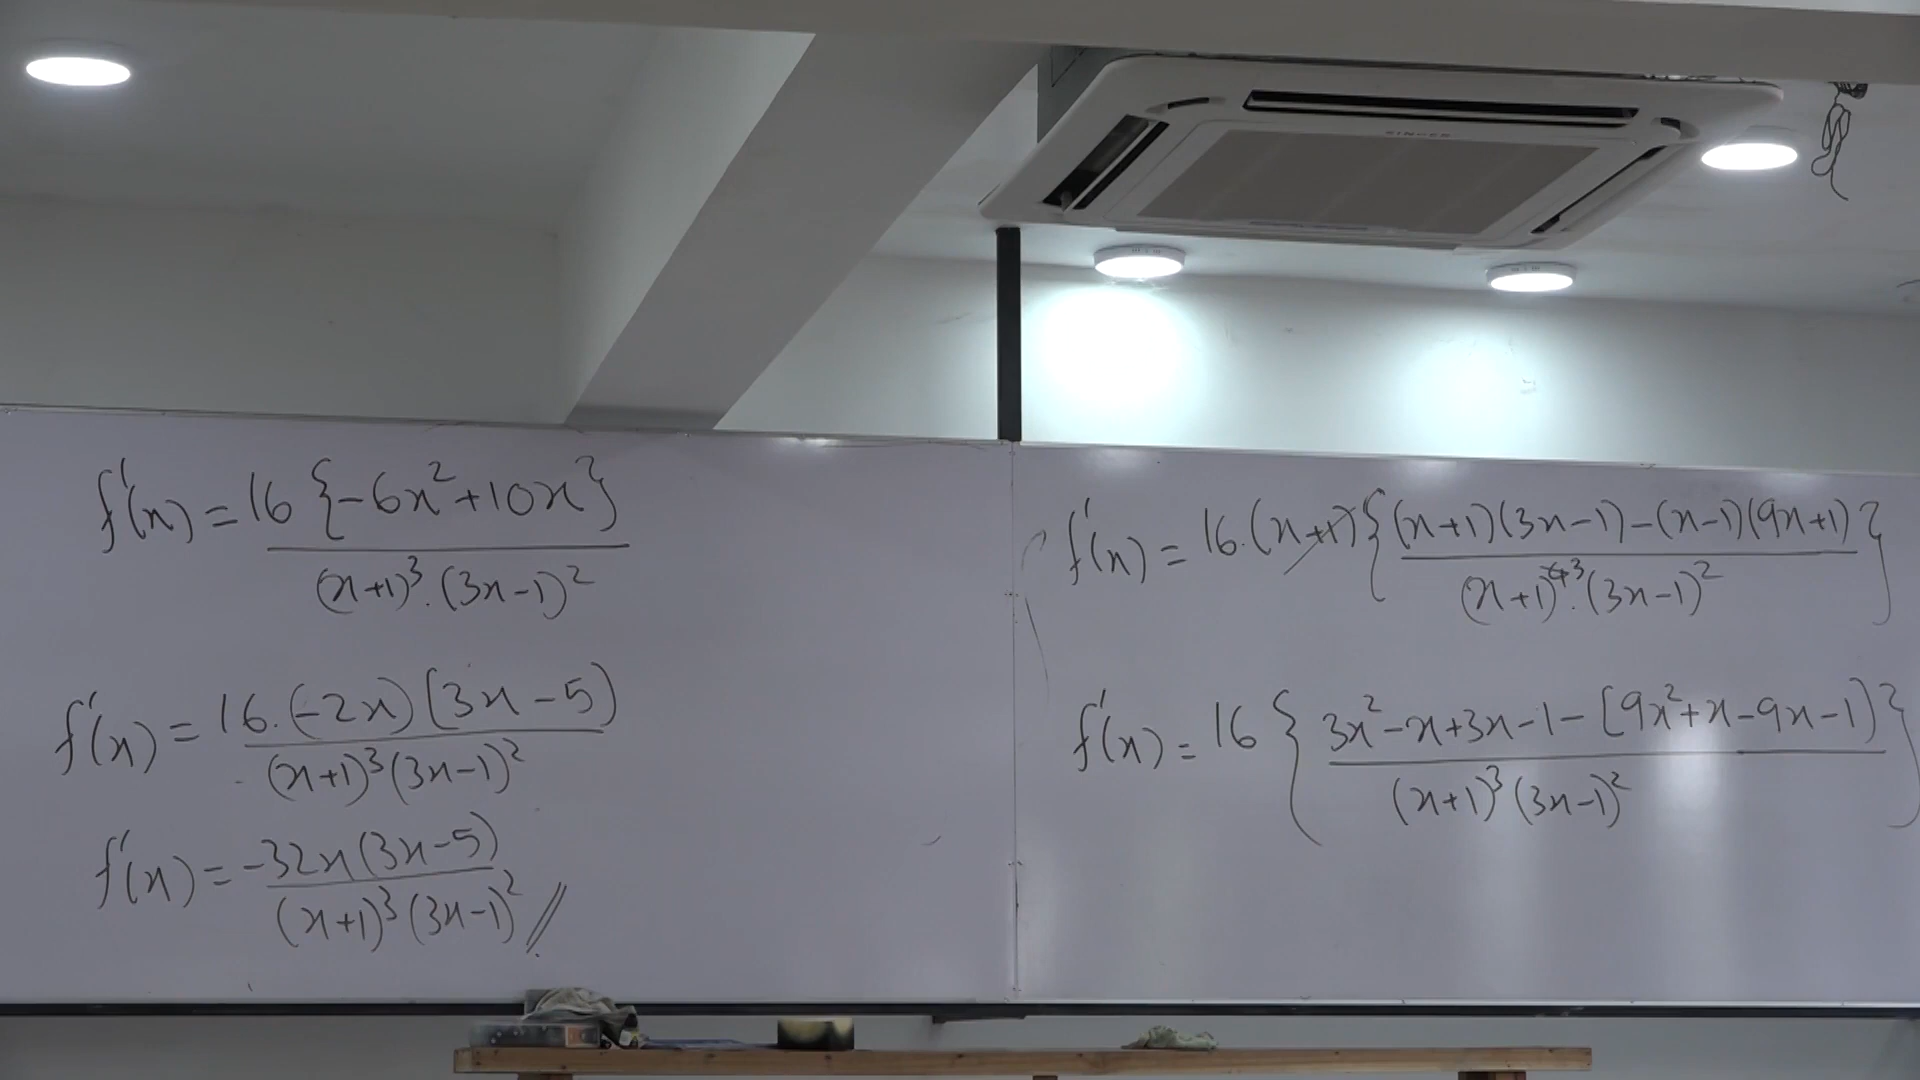 SINGER
f'(x) = 16 {(-6x² + 10x} / (x+1)³.(3x-1)²
f'(x) = 16.(-2x)(3x-5) / (x+1)³(3x-1)²
f'(x) = -32x(3x-5) / (x+1)³(3x-1)² //
f'(x) = 16.(x+1){ (x+1)(3x-1) - (x-1)(9x+1) / (x+1)⁴ ³.(3x-1)² }
f'(x) = 16 { 3x² - x + 3x - 1 - [9x² + x - 9x - 1] / (x+1)³(3x-1)² }